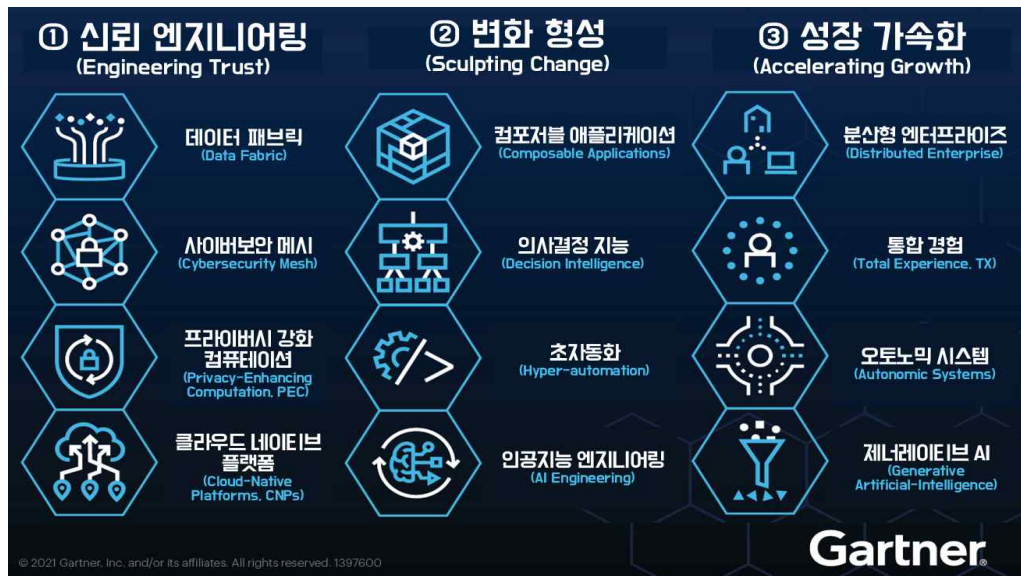 ① 신뢰 엔지니어링
(Engineering Trust)
데이터 패브릭
(Data Fabric)
사이버보안 메시
(Cybersecurity Mesh)
프라이버시 강화
컴퓨테이션
(Privacy-Enhancing
Computation, PEC)
클라우드 네이티브
플랫폼
(Cloud-Native
Platforms, CNPs)
② 변화 형성
(Sculpting Change)
컴포저블 애플리케이션
(Composable Applications)
의사결정 지능
(Decision Intelligence)
초자동화
(Hyper-automation)
인공지능 엔지니어링
(AI Engineering)
③ 성장 가속화
(Accelerating Growth)
분산형 엔터프라이즈
(Distributed Enterprise)
통합 경험
(Total Experience, TX)
오토노믹 시스템
(Autonomic Systems)
제너레이티브 AI
(Generative
Artificial-Intelligence)
© 2021 Gartner, Inc. and/or its affiliates. All rights reserved. 1397600
Gartner®